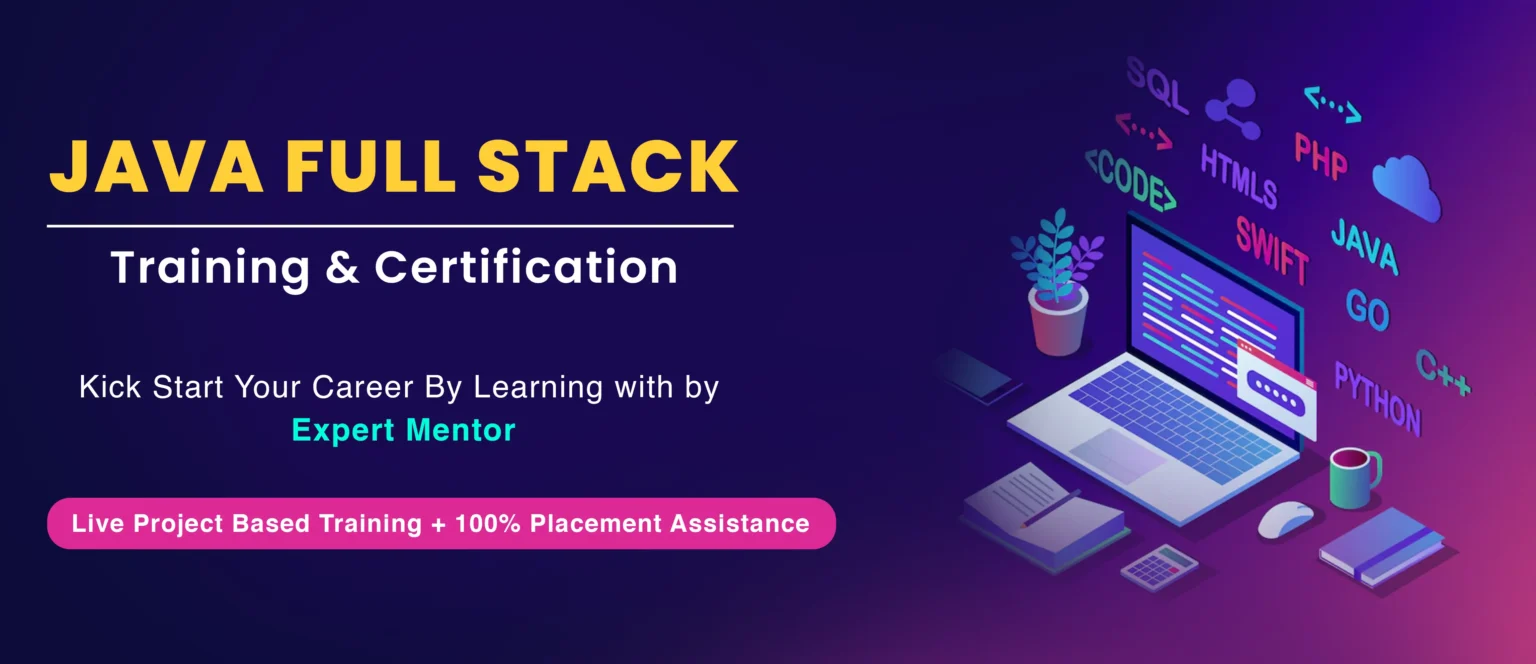 JAVA FULL STACK
Training & Certification
Kick Start Your Career By Learning with by
Expert Mentor
Live Project Based Training + 100% Placement Assistance
SQL
<...>
<...>
PHP
HTMLS
<CODE>
SWIFT
JAVA
GO
C++
PYTHON